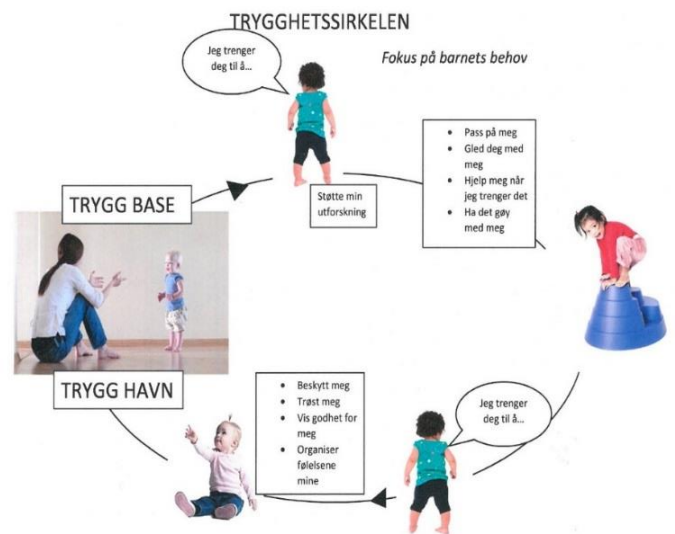 TRYGGHETSSIRKELEN
Jeg trenger
deg til å...
Fokus på barnets behov
• Pass på meg
• Gled deg med
meg
• Hjelp meg når
jeg trenger det
• Ha det gøy
med meg
Støtte min
utforskning
TRYGG BASE
TRYGG HAVN
• Beskytt meg
• Trøst meg
• Vis godhet for
meg
• Organiser
følelsene
mine
Jeg trenger
deg til å...